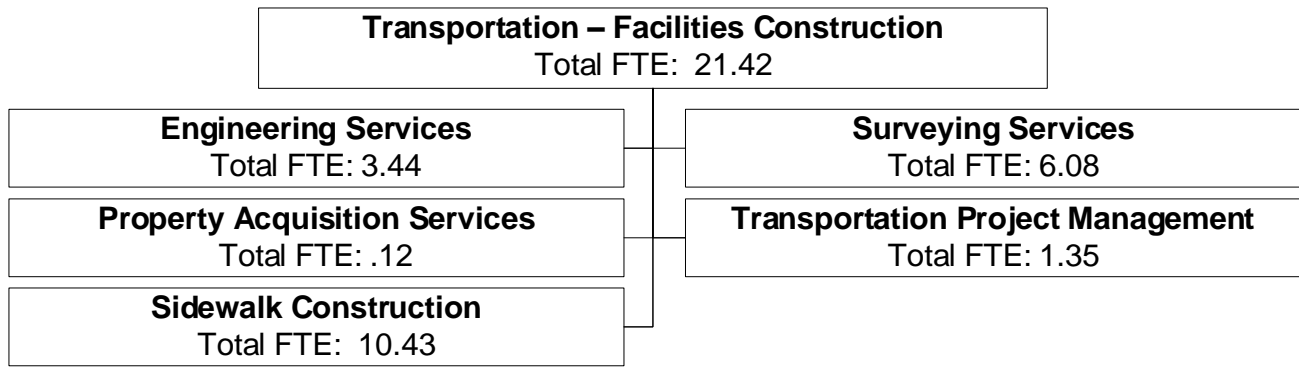 Transportation – Facilities Construction
Total FTE: 21.42
Engineering Services
Total FTE: 3.44
Surveying Services
Total FTE: 6.08
Property Acquisition Services
Total FTE: .12
Transportation Project Management
Total FTE: 1.35
Sidewalk Construction
Total FTE: 10.43